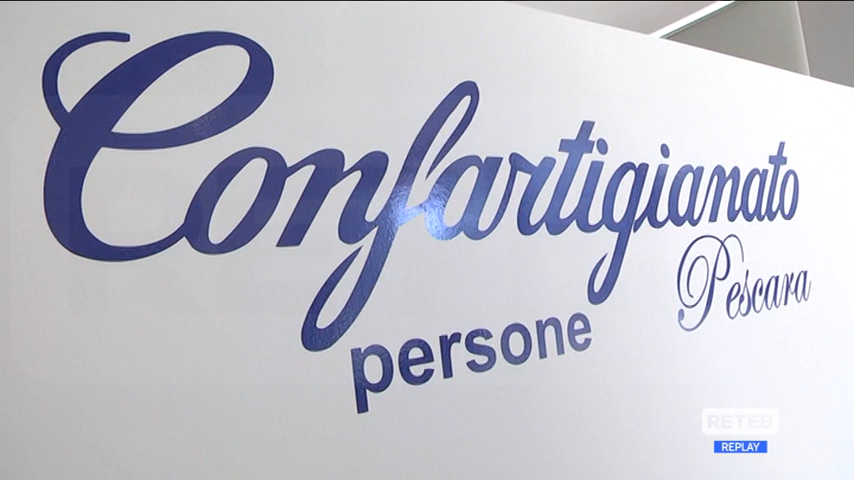 Confartigianato
Pescara
persone
RETE8
REPLAY